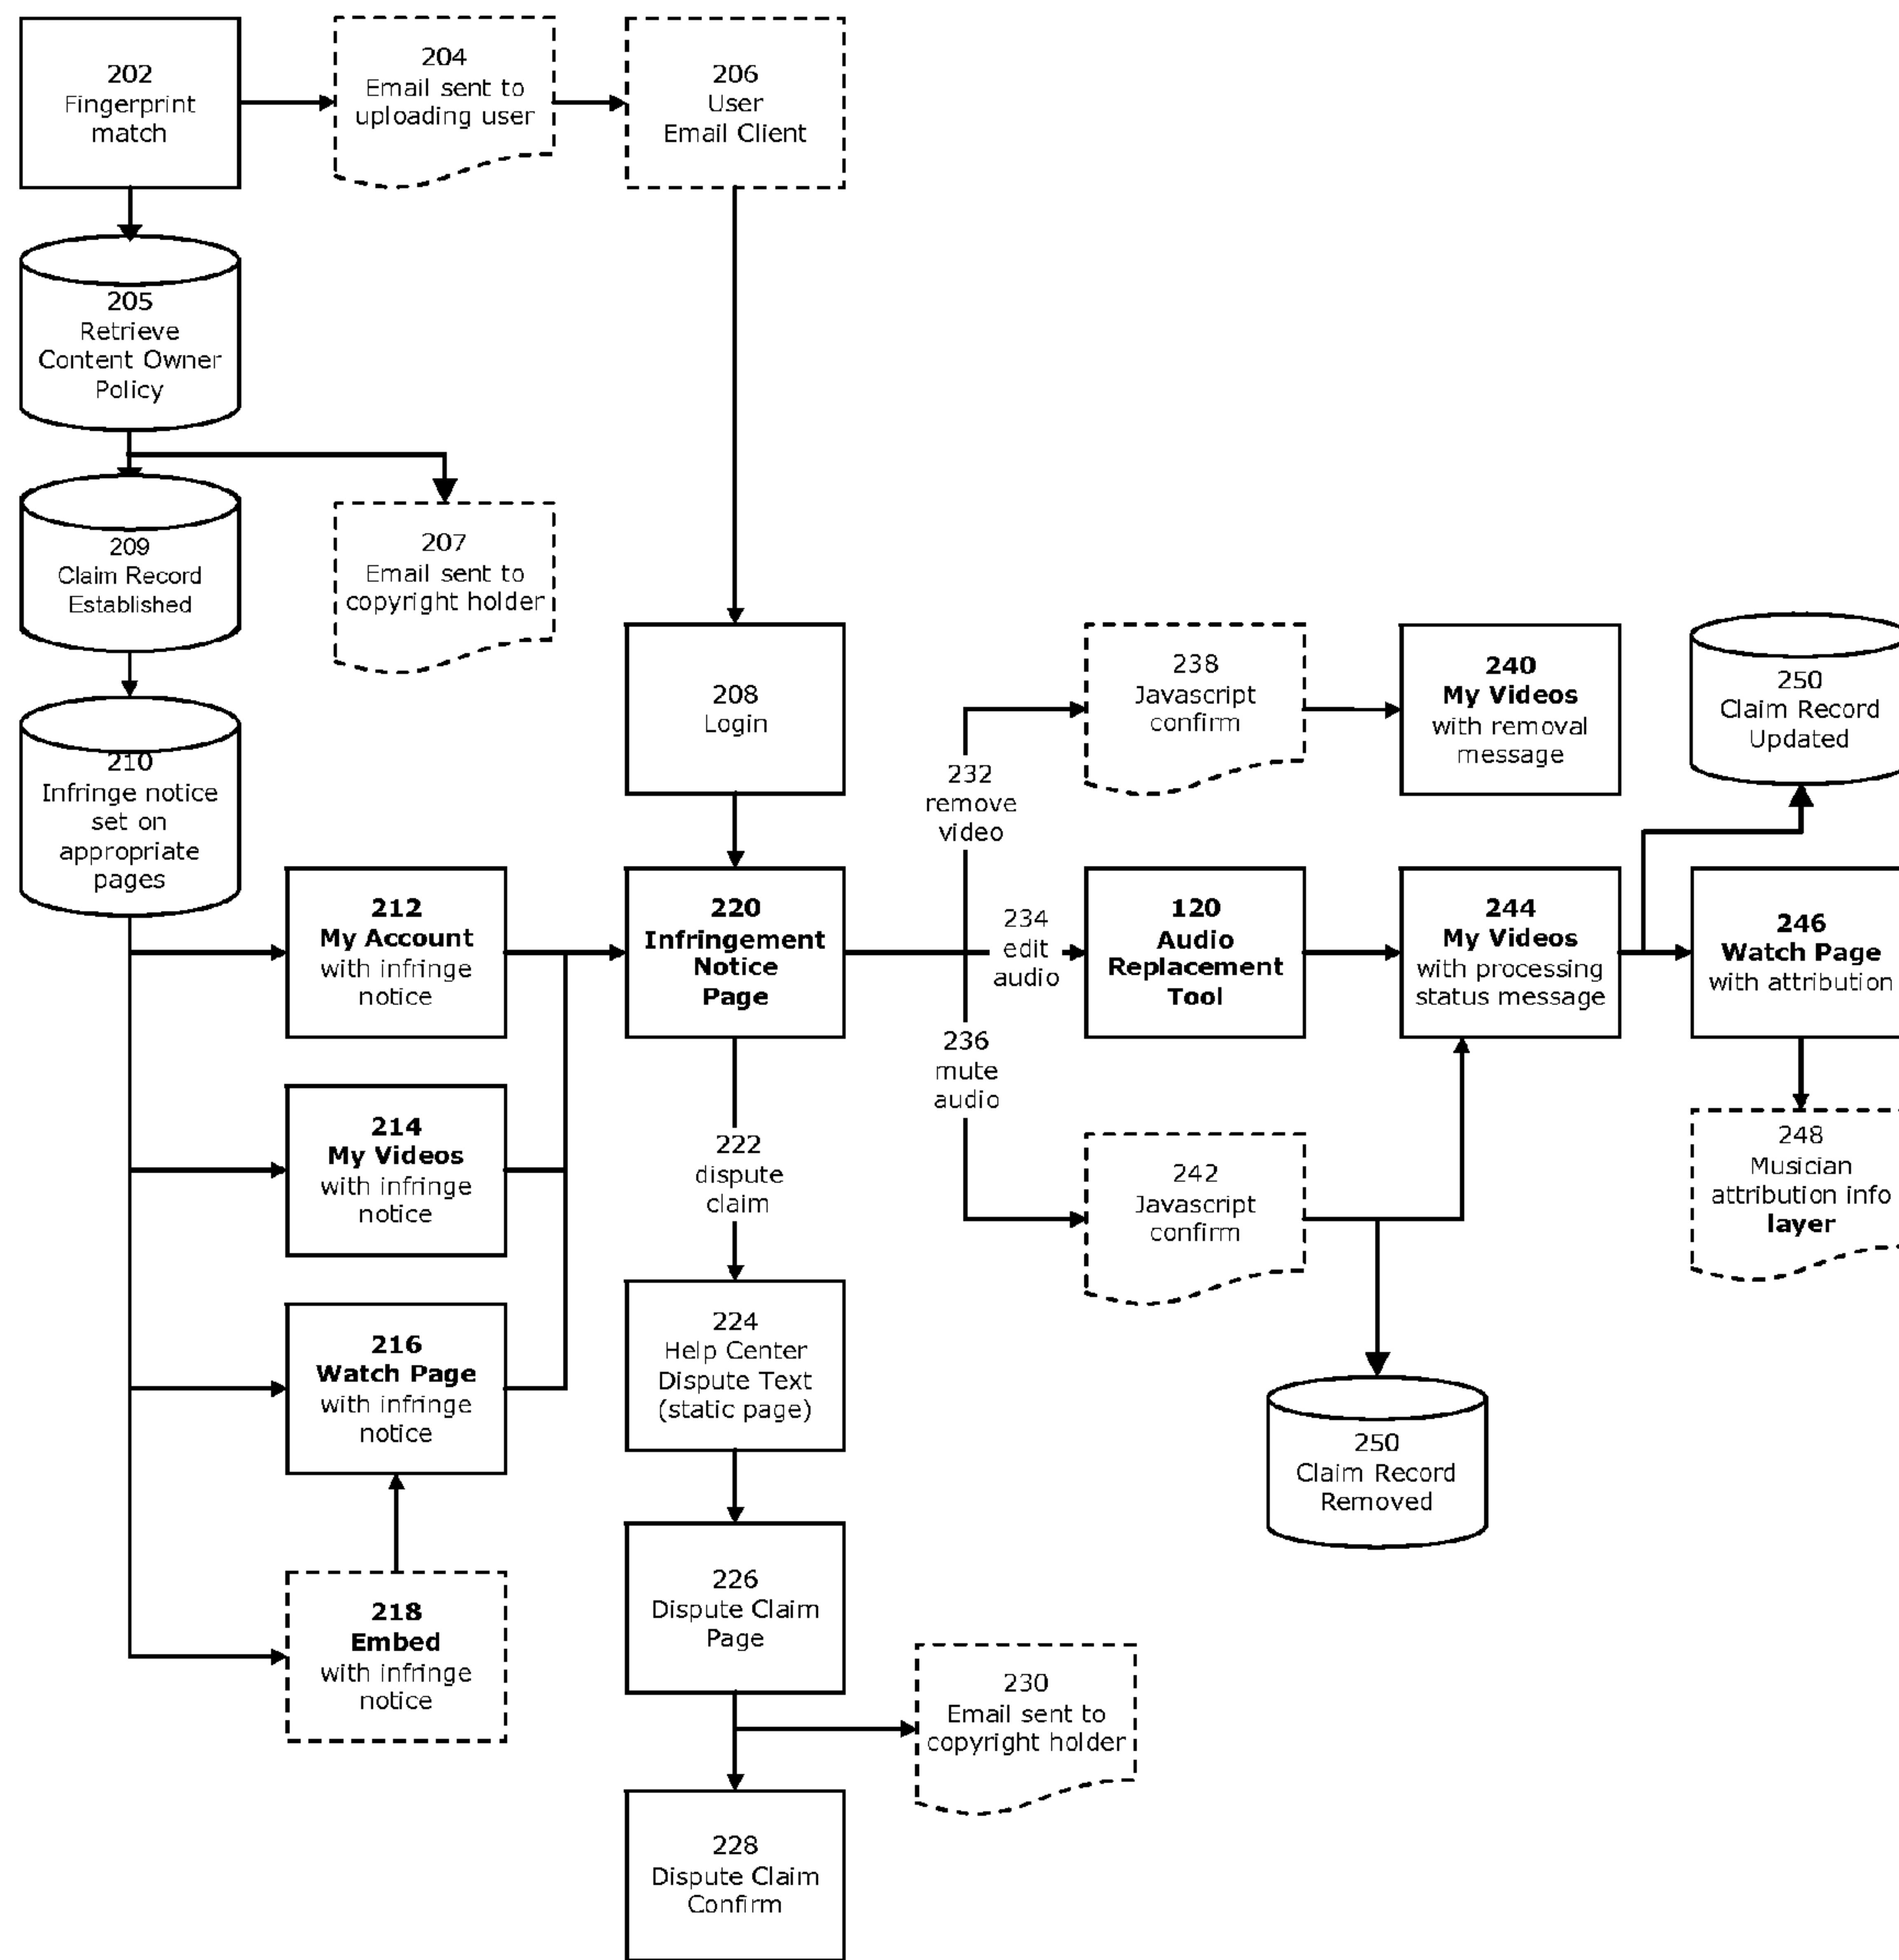 202
Fingerprint
match
204
Email sent to
uploading user
206
User
Email Client
205
Retrieve
Content Owner
Policy
209
Claim Record
Established
207
Email sent to
copyright holder
210
Infringe notice
set on
appropriate
pages
208
Login
212
My Account
with infringe
notice
214
My Videos
with infringe
notice
216
Watch Page
with infringe
notice
218
Embed
with infringe
notice
220
Infringement
Notice
Page
222
dispute
claim
224
Help Center
Dispute Text
(static page)
226
Dispute Claim
Page
230
Email sent to
copyright holder
228
Dispute Claim
Confirm
232
remove
video
234
edit
audio
236
mute
audio
238
Javascript
confirm
240
My Videos
with removal
message
250
Claim Record
Updated
120
Audio
Replacement
Tool
244
My Videos
with processing
status message
246
Watch Page
with attribution
242
Javascript
confirm
248
Musician
attribution info
layer
250
Claim Record
Removed